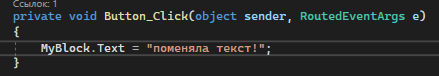 Ссылок: 1
private void Button_Click(object sender, RoutedEventArgs e)
{
MyBlock.Text = "поменяла текст!";
}